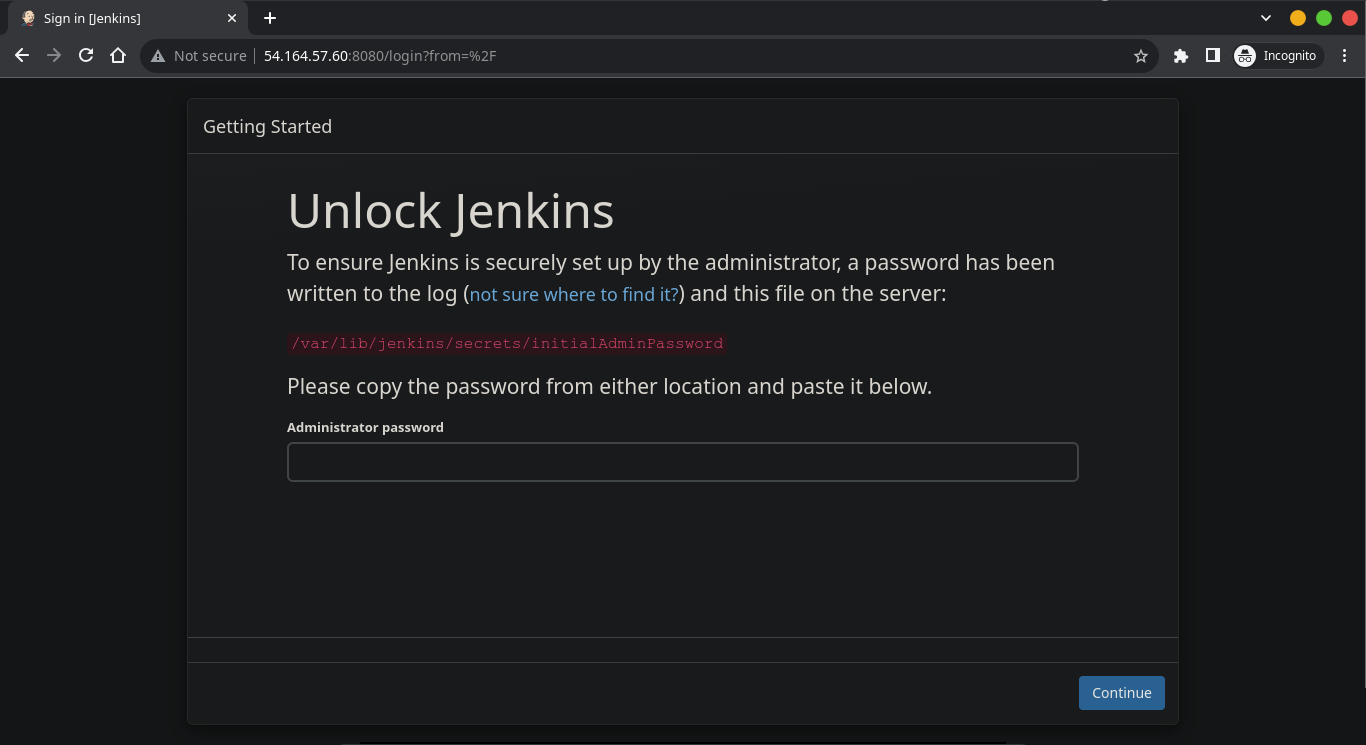 Sign in [Jenkins]
Not secure 54.164.57.60:8080/login?from=%2F Incognito
Getting Started
Unlock Jenkins
To ensure Jenkins is securely set up by the administrator, a password has been
written to the log (not sure where to find it?) and this file on the server:
/var/lib/jenkins/secrets/initialAdminPassword
Please copy the password from either location and paste it below.
Administrator password
Continue